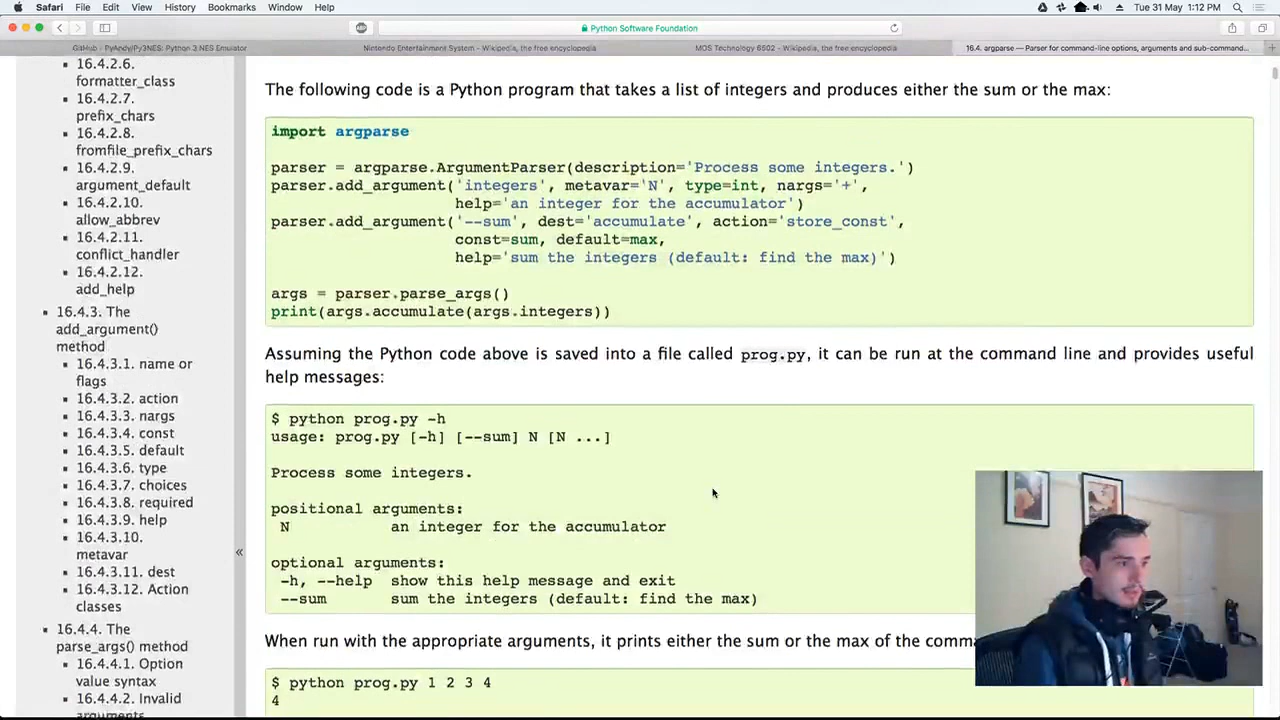 Safari File Edit View History Bookmarks Window Help Tue 31 May 1:12 PM
Python Software Foundation
GitHub - PyAndy/Py3NES: Python 3 NES Emulator Nintendo Entertainment System - Wikipedia, the free encyclopedia MOS Technology 6502 - Wikipedia, the free encyclopedia 16.4. argparse — Parser for command-line options, arguments and sub-command...
16.4.2.6.
formatter_class
16.4.2.7.
prefix_chars
16.4.2.8.
fromfile_prefix_chars
16.4.2.9.
argument_default
16.4.2.10.
allow_abbrev
16.4.2.11.
conflict_handler
16.4.2.12.
add_help
16.4.3. The
add_argument()
method
16.4.3.1. name or
flags
16.4.3.2. action
16.4.3.3. nargs
16.4.3.4. const
16.4.3.5. default
16.4.3.6. type
16.4.3.7. choices
16.4.3.8. required
16.4.3.9. help
16.4.3.10.
metavar
16.4.3.11. dest
16.4.3.12. Action
classes
16.4.4. The
parse_args() method
16.4.4.1. Option
value syntax
16.4.4.2. Invalid
arguments
«
The following code is a Python program that takes a list of integers and produces either the sum or the max:
import argparse
parser = argparse.ArgumentParser(description='Process some integers.')
parser.add_argument('integers', metavar='N', type=int, nargs='+',
help='an integer for the accumulator')
parser.add_argument('--sum', dest='accumulate', action='store_const',
const=sum, default=max,
help='sum the integers (default: find the max)')
args = parser.parse_args()
print(args.accumulate(args.integers))
Assuming the Python code above is saved into a file called prog.py, it can be run at the command line and provides useful
help messages:
$ python prog.py -h
usage: prog.py [-h] [--sum] N [N ...]
Process some integers.
positional arguments:
N an integer for the accumulator
optional arguments:
-h, --help show this help message and exit
--sum sum the integers (default: find the max)
When run with the appropriate arguments, it prints either the sum or the max of the comma
$ python prog.py 1 2 3 4
4